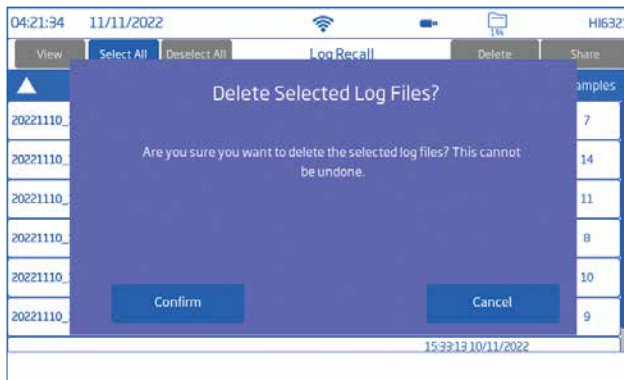 04:21:34 11/11/2022 1% HI632
View Select All Deselect All Log Recall Delete Share
amples
Delete Selected Log Files?
20221110_ 7
Are you sure you want to delete the selected log files? This cannot
be undone.
20221110_ 14
20221110_ 11
20221110_ 8
20221110_ 10
Confirm Cancel
20221110_ 9
15:33:13 10/11/2022